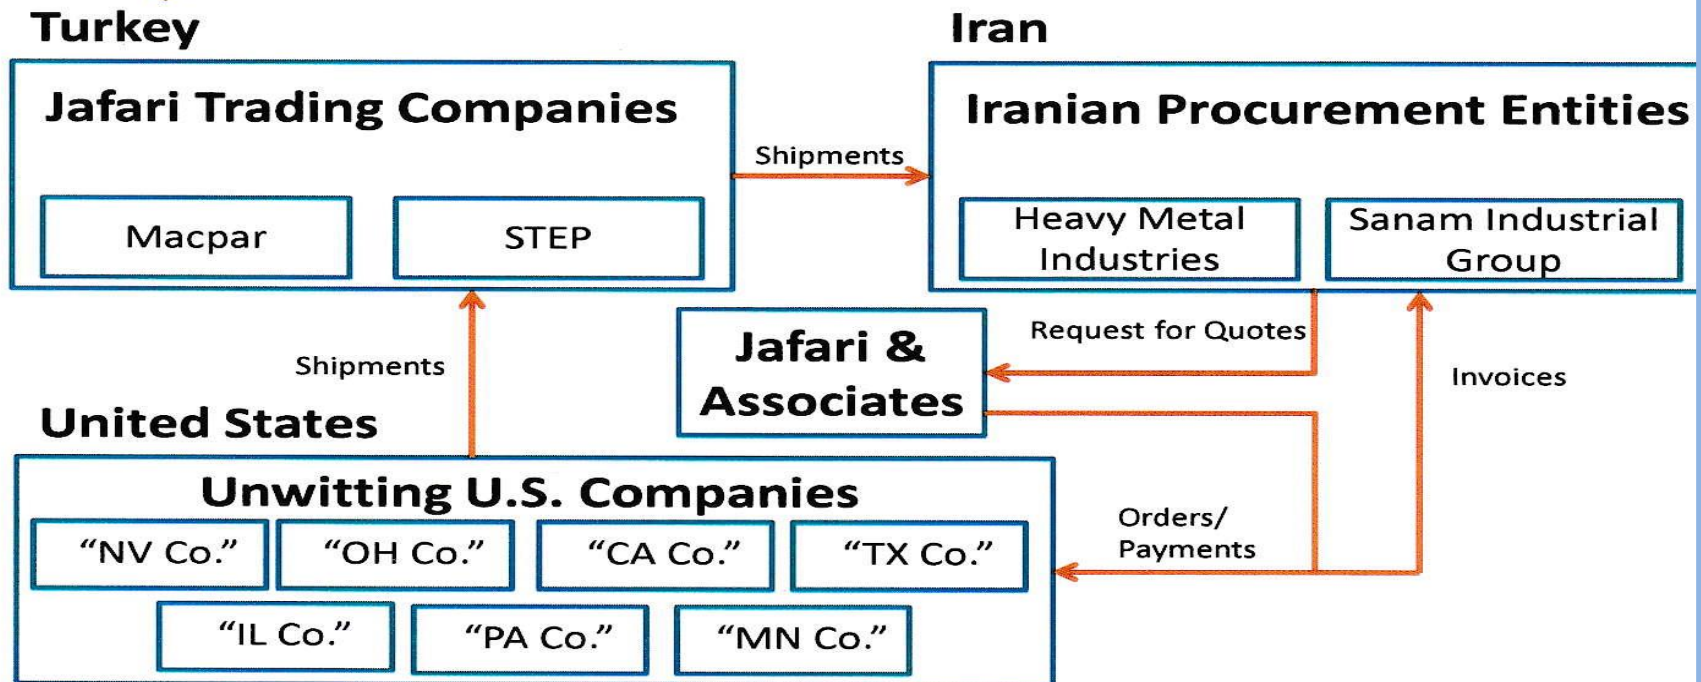 Turkey
Iran
Jafari Trading Companies
Iranian Procurement Entities
Shipments
Macpar
STEP
Heavy Metal
Industries
Sanam Industrial
Group
Jafari &
Associates
Request for Quotes
Invoices
Shipments
United States
Unwitting U.S. Companies
Orders/
Payments
“NV Co.”
“OH Co.”
“CA Co.”
“TX Co.”
“IL Co.”
“PA Co.”
“MN Co.”